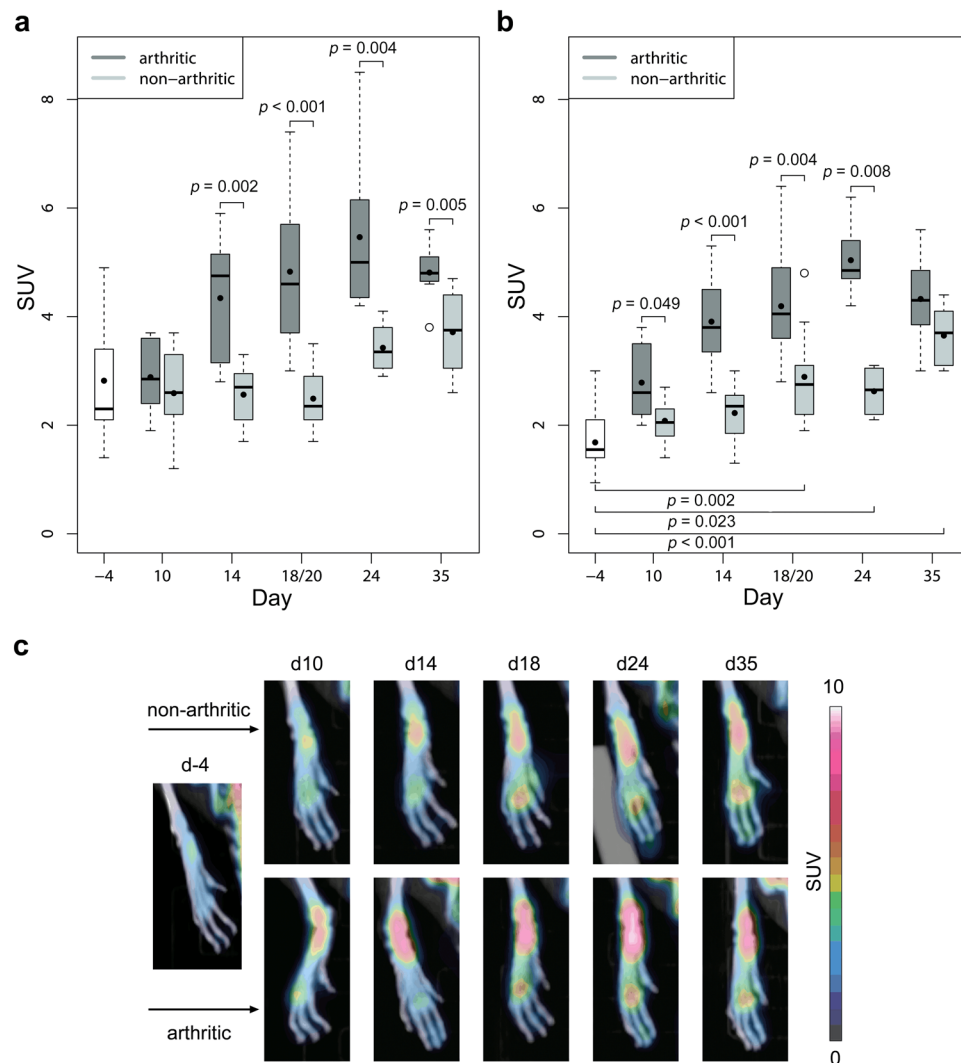 a
arthritic
non−arthritic
p = 0.002
p < 0.001
p = 0.004
p = 0.005
SUV
8
6
4
2
0
−4 10 14 18/20 24 35
Day
b
arthritic
non−arthritic
p = 0.049
p < 0.001
p = 0.004
p = 0.008
SUV
8
6
4
2
0
p = 0.002
p = 0.023
p < 0.001
−4 10 14 18/20 24 35
Day
c
d10 d14 d18 d24 d35
non-arthritic
d-4
arthritic
10
SUV
0